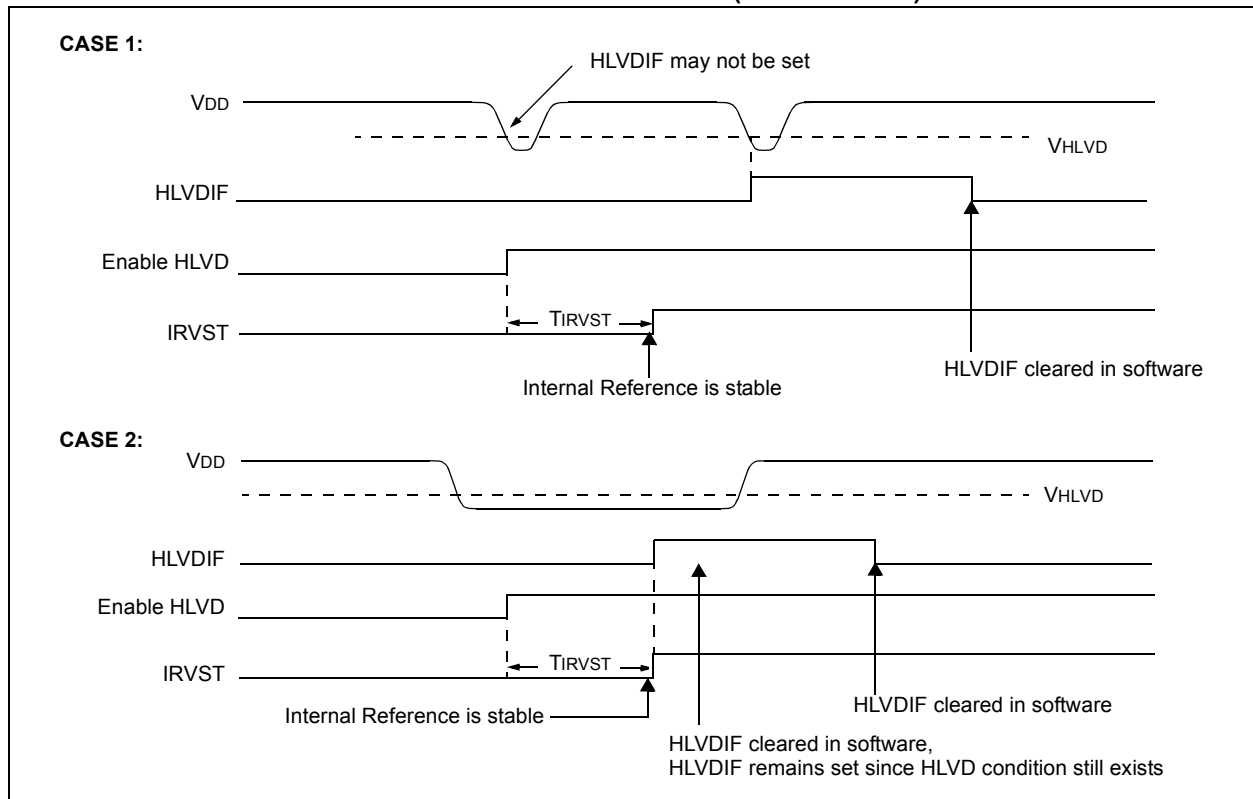 CASE 1:
HLVDIF may not be set
VDD
VHLVD
HLVDIF
Enable HLVD
TIRVST
IRVST
HLVDIF cleared in software
Internal Reference is stable
CASE 2:
VDD
VHLVD
HLVDIF
Enable HLVD
TIRVST
IRVST
Internal Reference is stable
HLVDIF cleared in software
HLVDIF cleared in software,
HLVDIF remains set since HLVD condition still exists